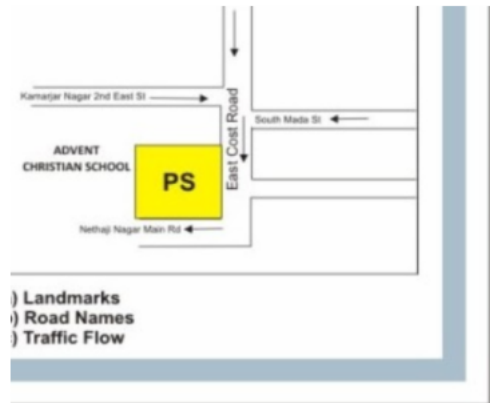 Kamarjar Nagar 2nd East St
East Cost Road
South Mada St
ADVENT
CHRISTIAN SCHOOL
PS
Nethaji Nagar Main Rd
) Landmarks
) Road Names
) Traffic Flow